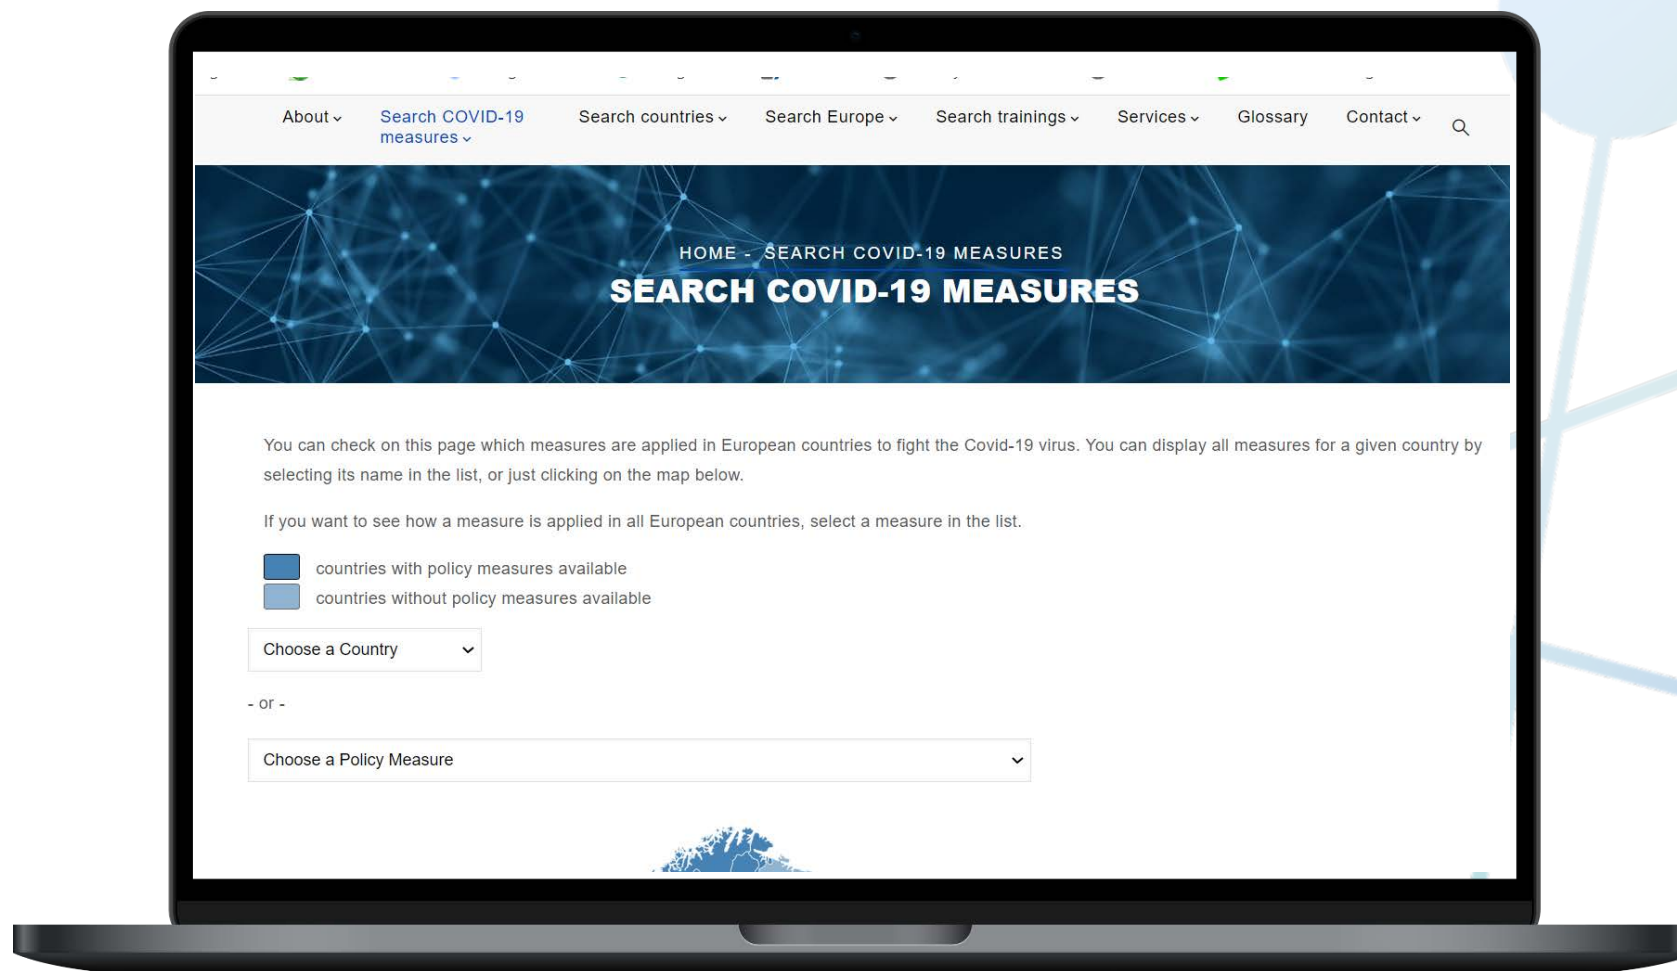 About
Search COVID-19
measures
Search countries
Search Europe
Search trainings
Services
Glossary
Contact
HOME - SEARCH COVID-19 MEASURES
SEARCH COVID-19 MEASURES
You can check on this page which measures are applied in European countries to fight the Covid-19 virus. You can display all measures for a given country by
selecting its name in the list, or just clicking on the map below.
If you want to see how a measure is applied in all European countries, select a measure in the list.
countries with policy measures available
countries without policy measures available
Choose a Country
- or -
Choose a Policy Measure